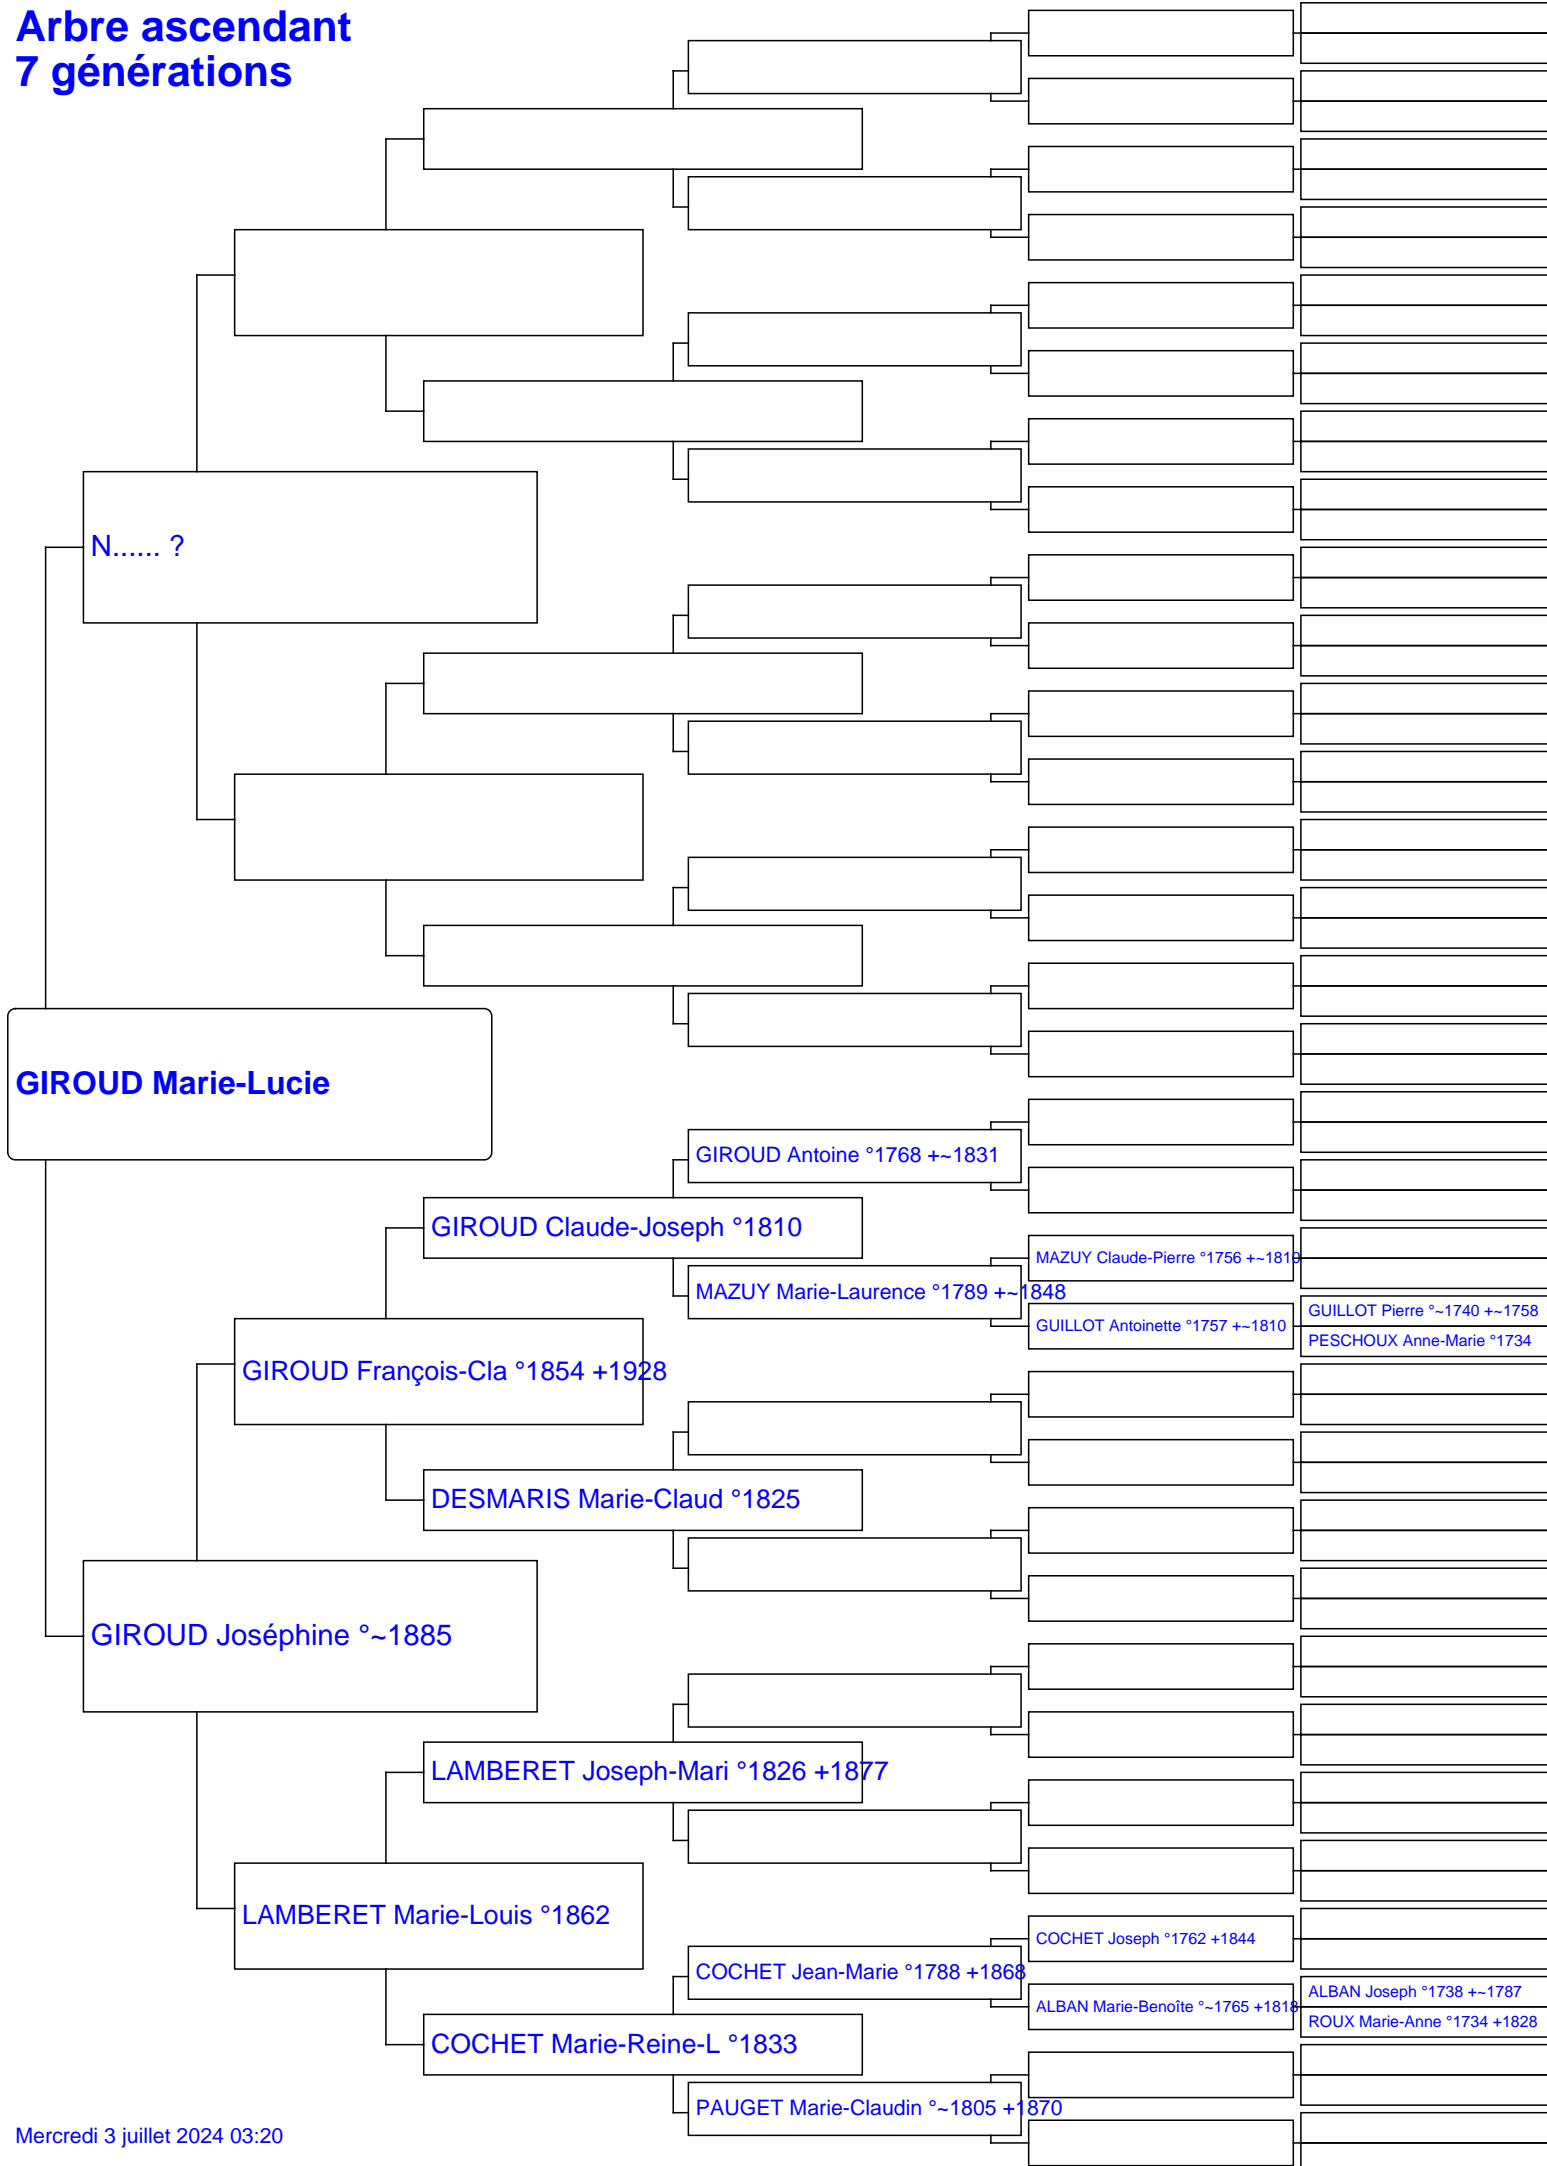 Arbre ascendant
7 générations
N...... ?
GIROUD Marie-Lucie
GIROUD Antoine °1768 +~1831
GIROUD Claude-Joseph °1810
MAZUY Claude-Pierre °1756 +~1810
MAZUY Marie-Laurence °1789 +~1848
GUILLOT Pierre °~1740 +~1758
GUILLOT Antoinette °1757 +~1810
PESCHOUX Anne-Marie °1734
GIROUD François-Cla °1854 +1928
DESMARIS Marie-Claud °1825
GIROUD Joséphine °~1885
LAMBERET Joseph-Mari °1826 +1877
LAMBERET Marie-Louis °1862
COCHET Joseph °1762 +1844
COCHET Jean-Marie °1788 +1868
ALBAN Joseph °1738 +~1787
ALBAN Marie-Benoîte °~1765 +1818
ROUX Marie-Anne °1734 +1828
COCHET Marie-Reine-L °1833
PAUGET Marie-Claudin °~1805 +1870
Mercredi 3 juillet 2024 03:20